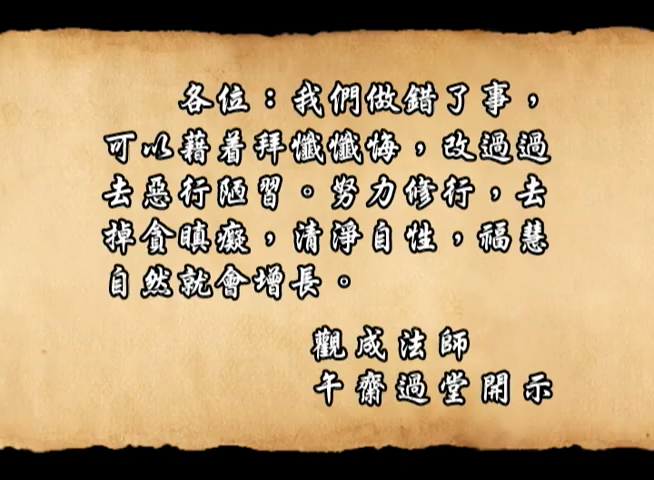 各位：我們做錯了事，
可以藉着拜懺懺悔，改過過
去惡行陋習。努力修行，去
掉貪瞋癡，清淨自性，福慧
自然就會增長。
觀成法師
午齋過堂開示